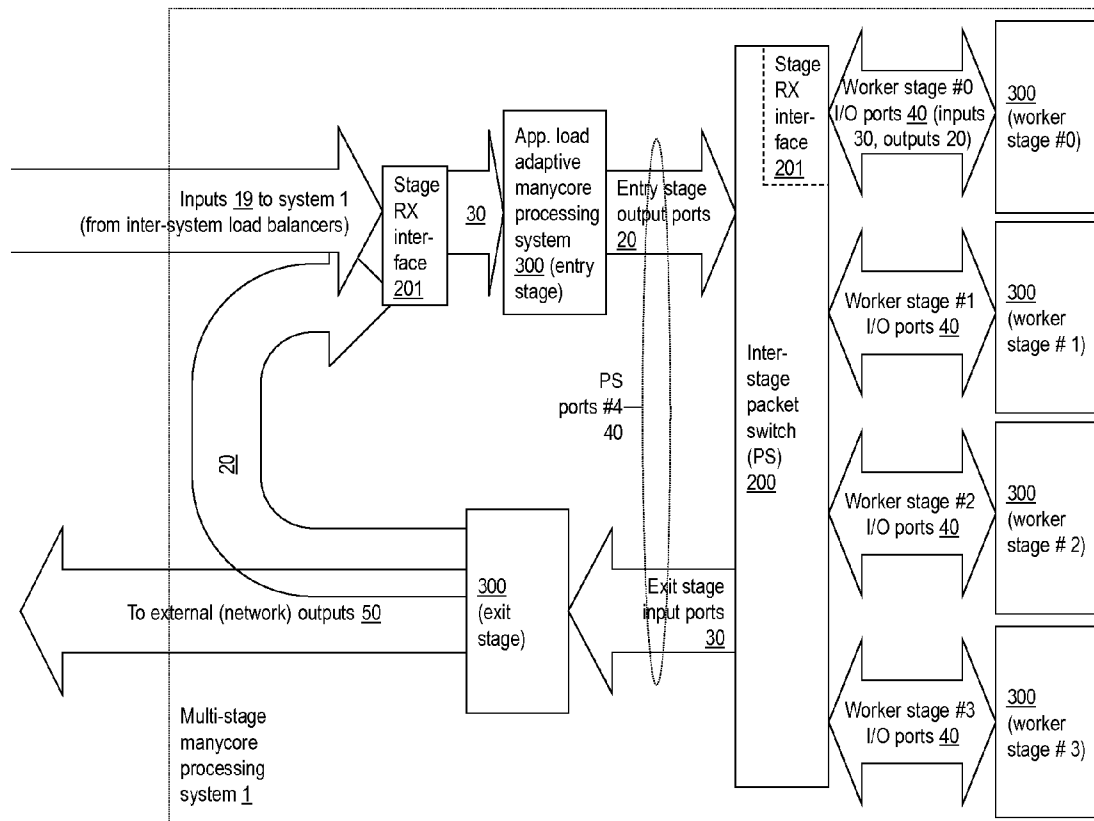 Inputs 19 to system 1
(from inter-system load balancers)
Stage
RX
inter-
face
201
30
App. load
adaptive
manycore
processing
system
300 (entry
stage)
Entry stage
output ports
20
Stage
RX
inter-
face
201
Worker stage #0
I/O ports 40 (inputs
30, outputs 20)
300
(worker
stage #0)
Worker stage #1
I/O ports 40
300
(worker
stage # 1)
PS
ports #4
40
Inter-
stage
packet
switch
(PS)
200
20
Worker stage #2
I/O ports 40
300
(worker
stage # 2)
To external (network) outputs 50
300
(exit
stage)
Exit stage
input ports
30
Worker stage #3
I/O ports 40
300
(worker
stage # 3)
Multi-stage
manycore
processing
system 1